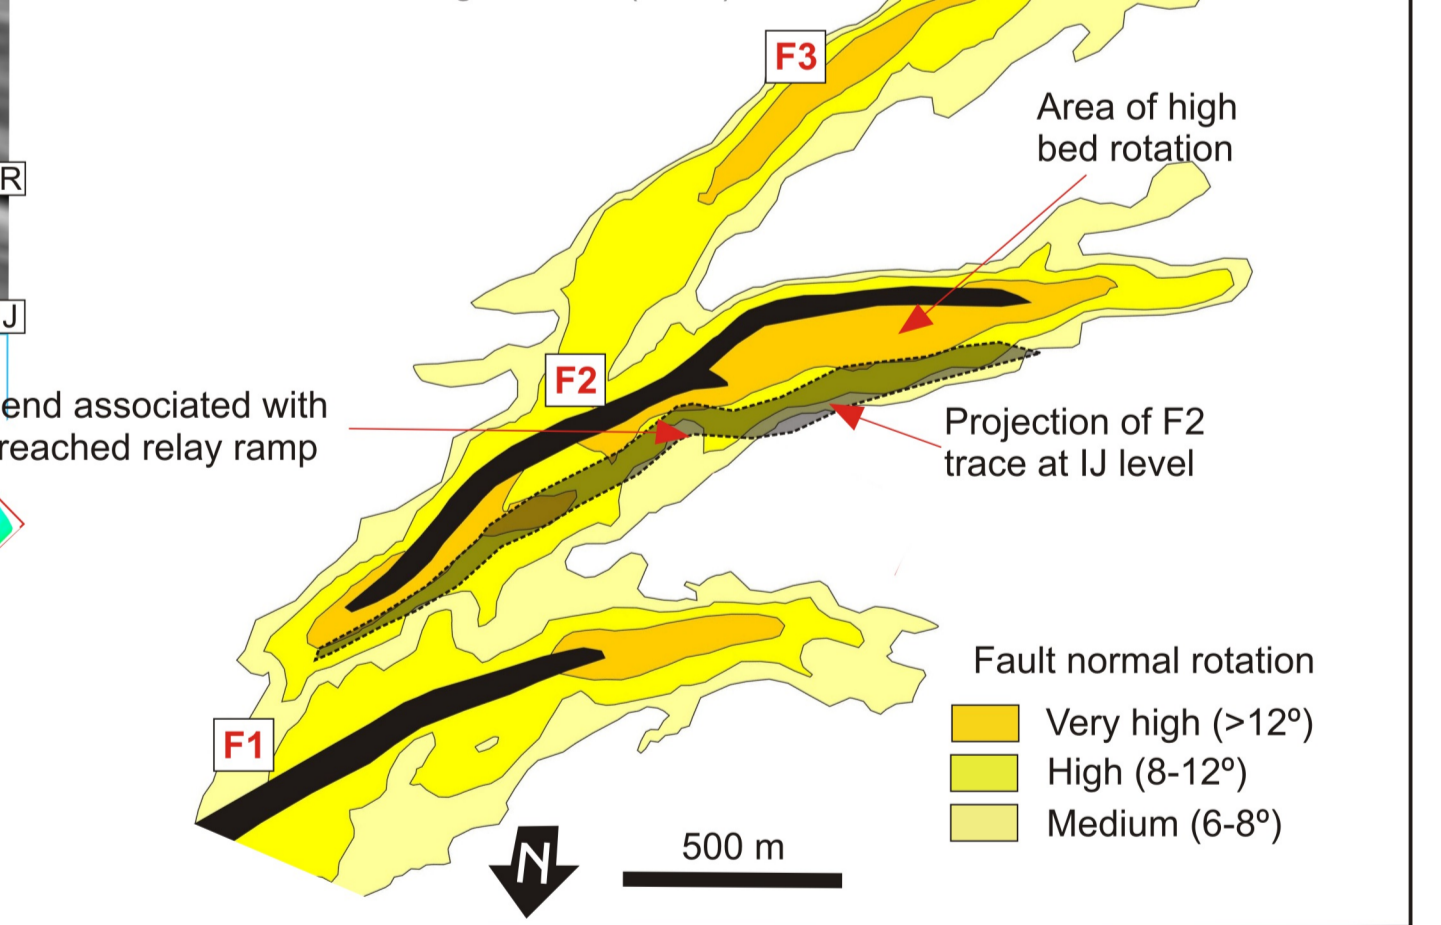 F3
Area of high
bed rotation
R
J
F2
end associated with
reached relay ramp
Projection of F2
trace at IJ level
F1
Fault normal rotation
Very high (>12º)
High (8-12º)
Medium (6-8º)
500 m
N